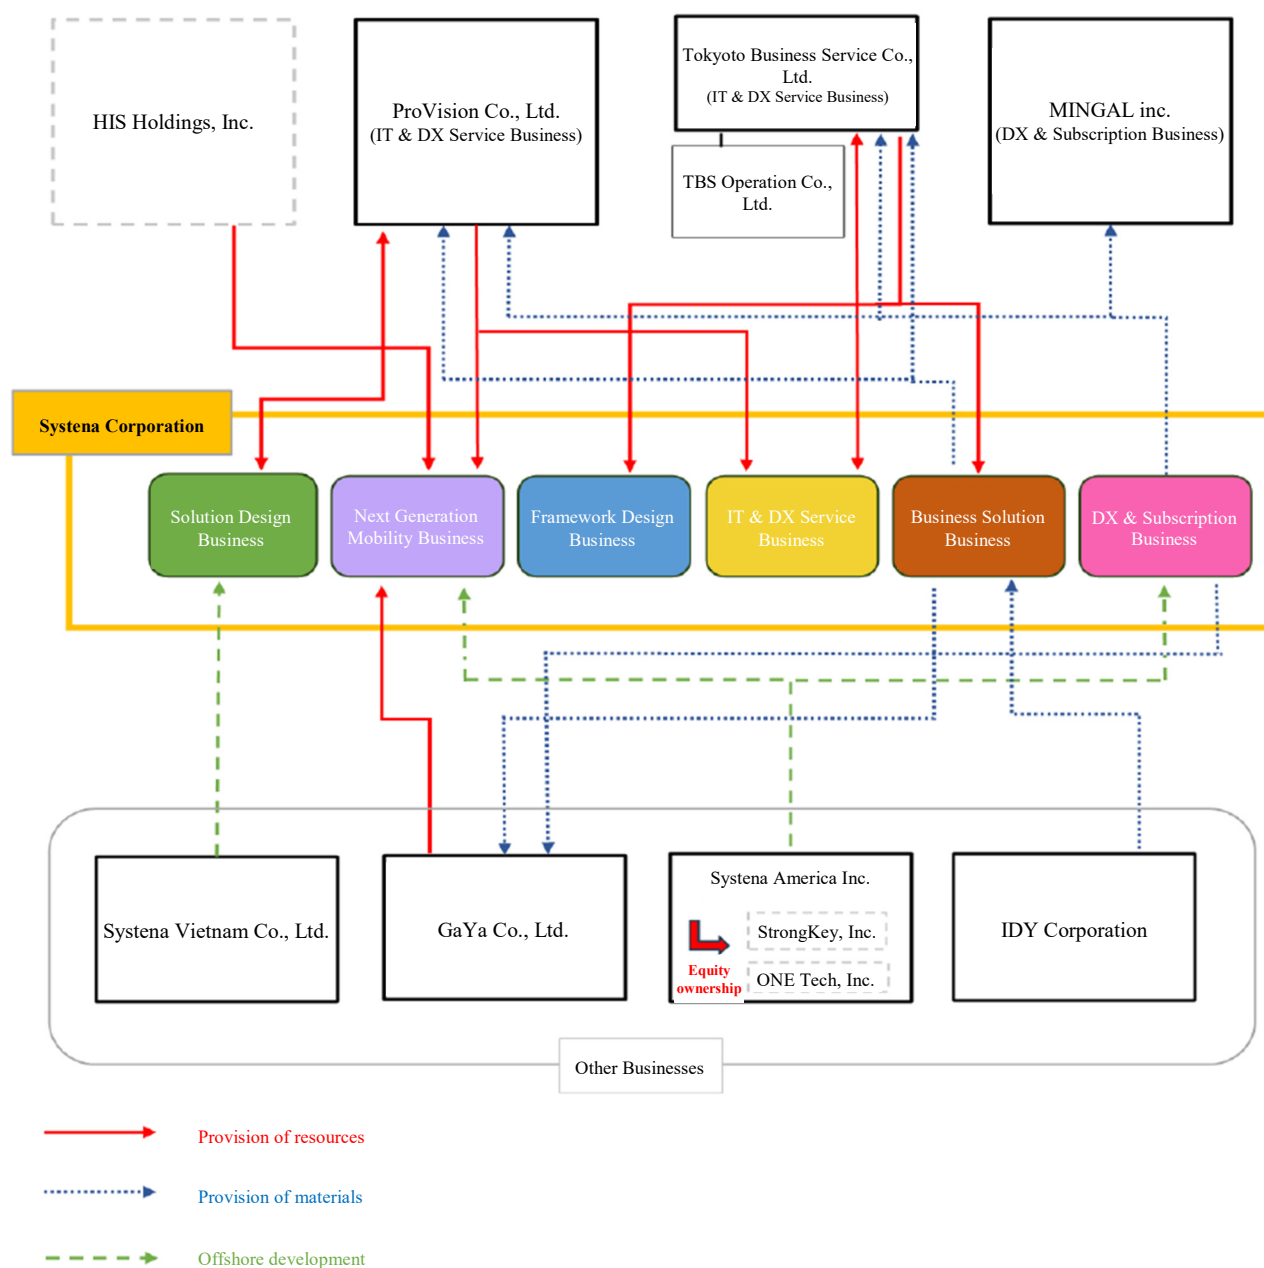 HIS Holdings, Inc.
ProVision Co., Ltd.
(IT & DX Service Business)
Tokyoto Business Service Co.,
Ltd.
(IT & DX Service Business)
TBS Operation Co.,
Ltd.
MINGAL inc.
(DX & Subscription Business)
Systena Corporation
Solution Design
Business
Next Generation
Mobility Business
Framework Design
Business
IT & DX Service
Business
Business Solution
Business
DX & Subscription
Business
Systena Vietnam Co., Ltd.
GaYa Co., Ltd.
Systena America Inc.
StrongKey, Inc.
Equity
ownership
ONE Tech, Inc.
IDY Corporation
Other Businesses
Provision of resources
Provision of materials
Offshore development